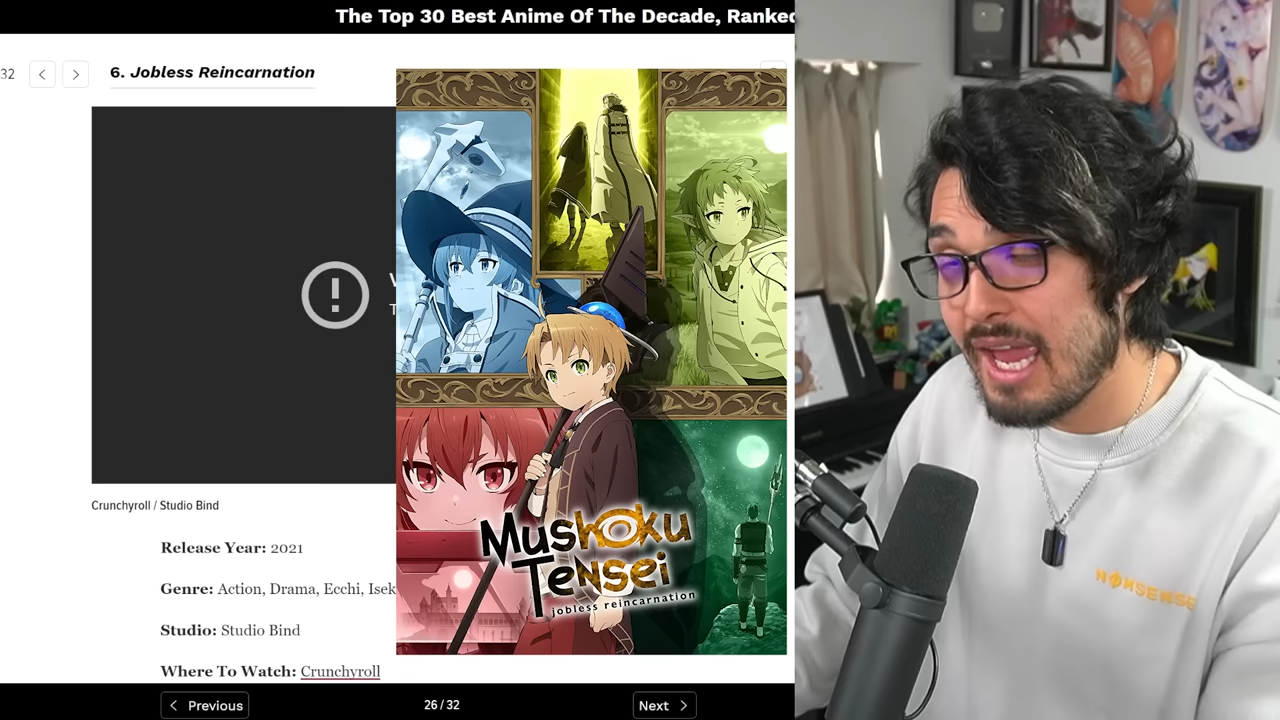 The Top 30 Best Anime Of The Decade, Ranked
32
6. Jobless Reincarnation
Mushoku
Tensei
jobless reincarnation
Crunchyroll / Studio Bind
Release Year: 2021
Genre: Action, Drama, Ecchi, Isek
Studio: Studio Bind
Where To Watch: Crunchyroll
Previous
26 / 32
Next
NONSENSE